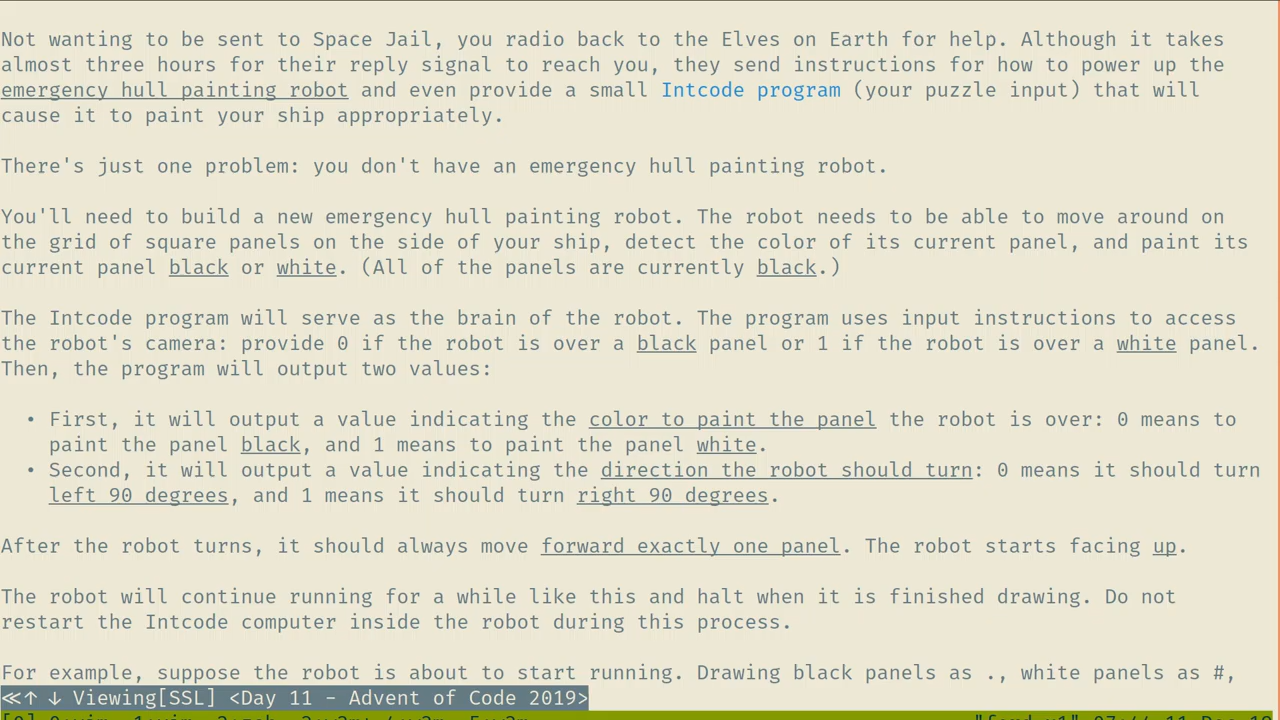 Not wanting to be sent to Space Jail, you radio back to the Elves on Earth for help. Although it takes
almost three hours for their reply signal to reach you, they send instructions for how to power up the
emergency hull painting robot and even provide a small Intcode program (your puzzle input) that will
cause it to paint your ship appropriately.
There's just one problem: you don't have an emergency hull painting robot.
You'll need to build a new emergency hull painting robot. The robot needs to be able to move around on
the grid of square panels on the side of your ship, detect the color of its current panel, and paint its
current panel black or white. (All of the panels are currently black.)
The Intcode program will serve as the brain of the robot. The program uses input instructions to access
the robot's camera: provide 0 if the robot is over a black panel or 1 if the robot is over a white panel.
Then, the program will output two values:
• First, it will output a value indicating the color to paint the panel the robot is over: 0 means to
paint the panel black, and 1 means to paint the panel white.
• Second, it will output a value indicating the direction the robot should turn: 0 means it should turn
left 90 degrees, and 1 means it should turn right 90 degrees.
After the robot turns, it should always move forward exactly one panel. The robot starts facing up.
The robot will continue running for a while like this and halt when it is finished drawing. Do not
restart the Intcode computer inside the robot during this process.
For example, suppose the robot is about to start running. Drawing black panels as ., white panels as #,
≪↑ ↓ Viewing[SSL] <Day 11 - Advent of Code 2019>